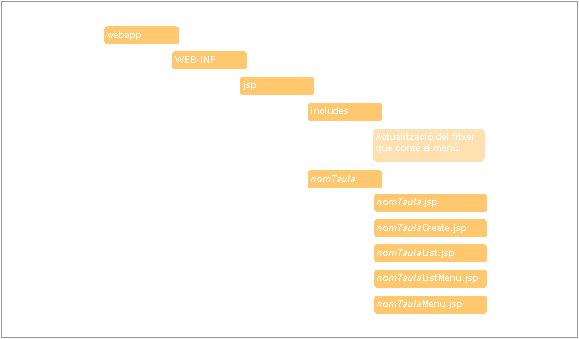 webapp
WEB-INF
jsp
includes
Actualització del fitxer
que conté el menú.
nomTaula
nomTaula.jsp
nomTaulaCreate.jsp
nomTaulaList.jsp
nomTaulaListMenu.jsp
nomTaulaMenu.jsp